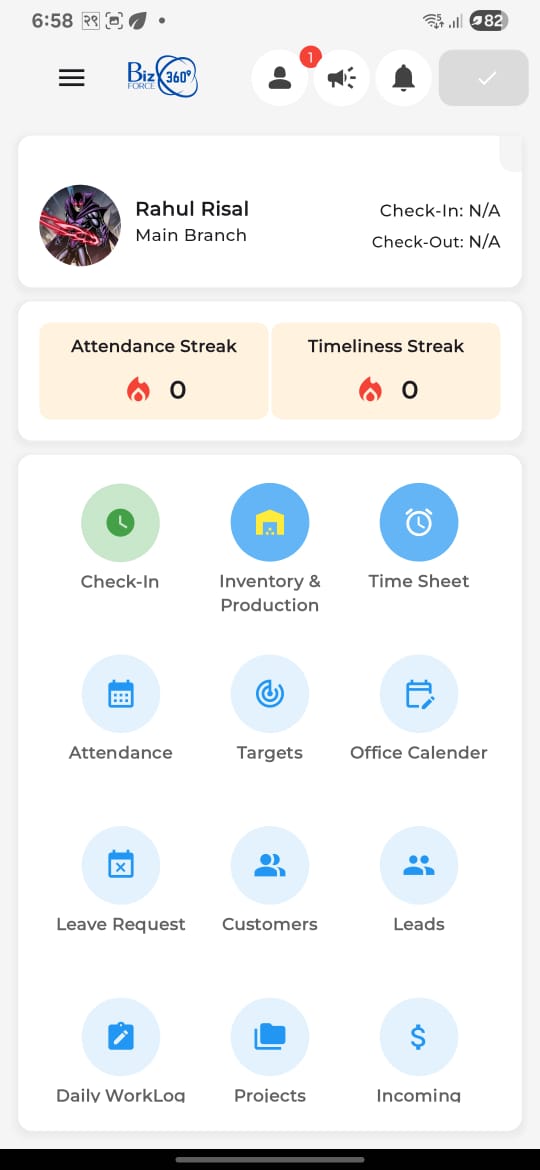 6:58 २९
82
Biz
FORCE
360°
1
Rahul Risal
Main Branch
Check-In: N/A
Check-Out: N/A
Attendance Streak
0
Timeliness Streak
0
Check-In
Inventory &
Production
Time Sheet
Attendance
Targets
Office Calender
Leave Request
Customers
Leads
Daily WorkLog
Projects
Incoming